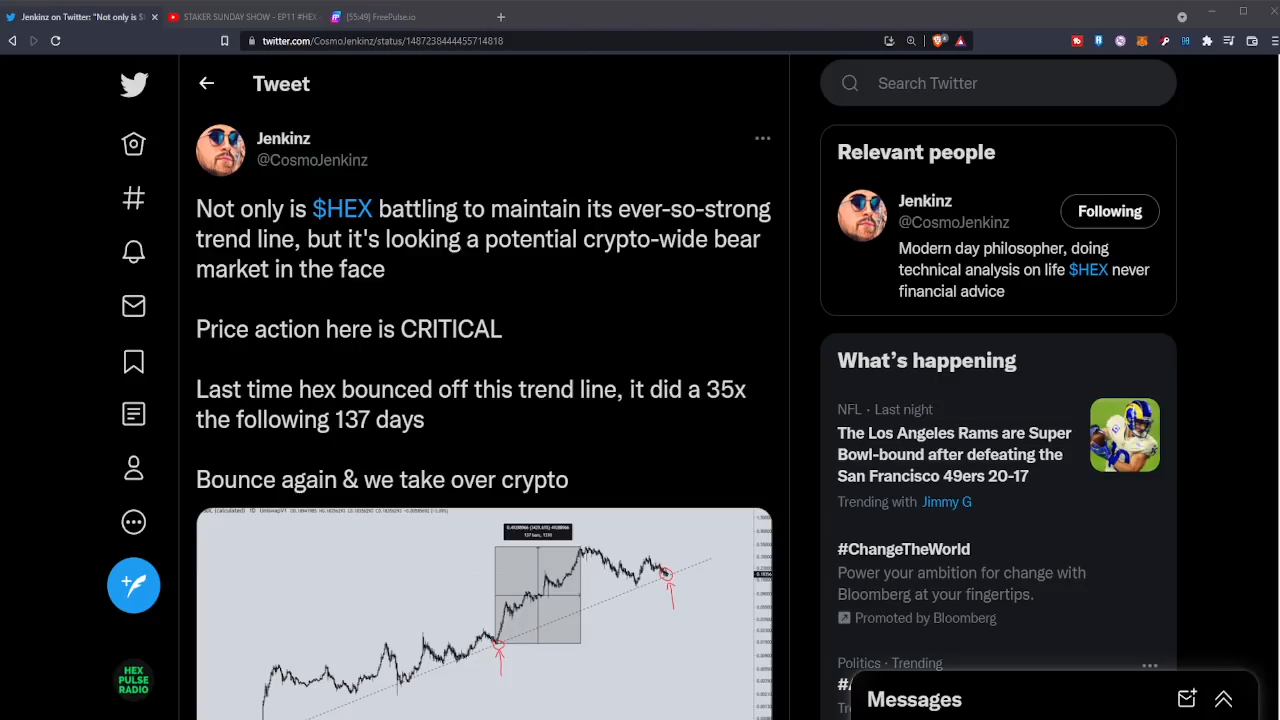 Jenkinz on Twitter: "Not only is $
STAKER SUNDAY SHOW - EP11 #HEX
[55:49] FreePulse.io
twitter.com/CosmoJenkinz/status/1487238444455714818
Tweet
Jenkinz
@CosmoJenkinz
Not only is $HEX battling to maintain its ever-so-strong
trend line, but it's looking a potential crypto-wide bear
market in the face
Price action here is CRITICAL
Last time hex bounced off this trend line, it did a 35x
the following 137 days
Bounce again & we take over crypto
137 bars,
HEX
PULSE
RADIO
Search Twitter
Relevant people
Jenkinz
@CosmoJenkinz
Following
Modern day philosopher, doing
technical analysis on life $HEX never
financial advice
What's happening
NFL · Last night
The Los Angeles Rams are Super
Bowl-bound after defeating the
San Francisco 49ers 20-17
Trending with Jimmy G
#ChangeTheWorld
Power your ambition for change with
Bloomberg at your fingertips.
Promoted by Bloomberg
Politics · Trending
Messages